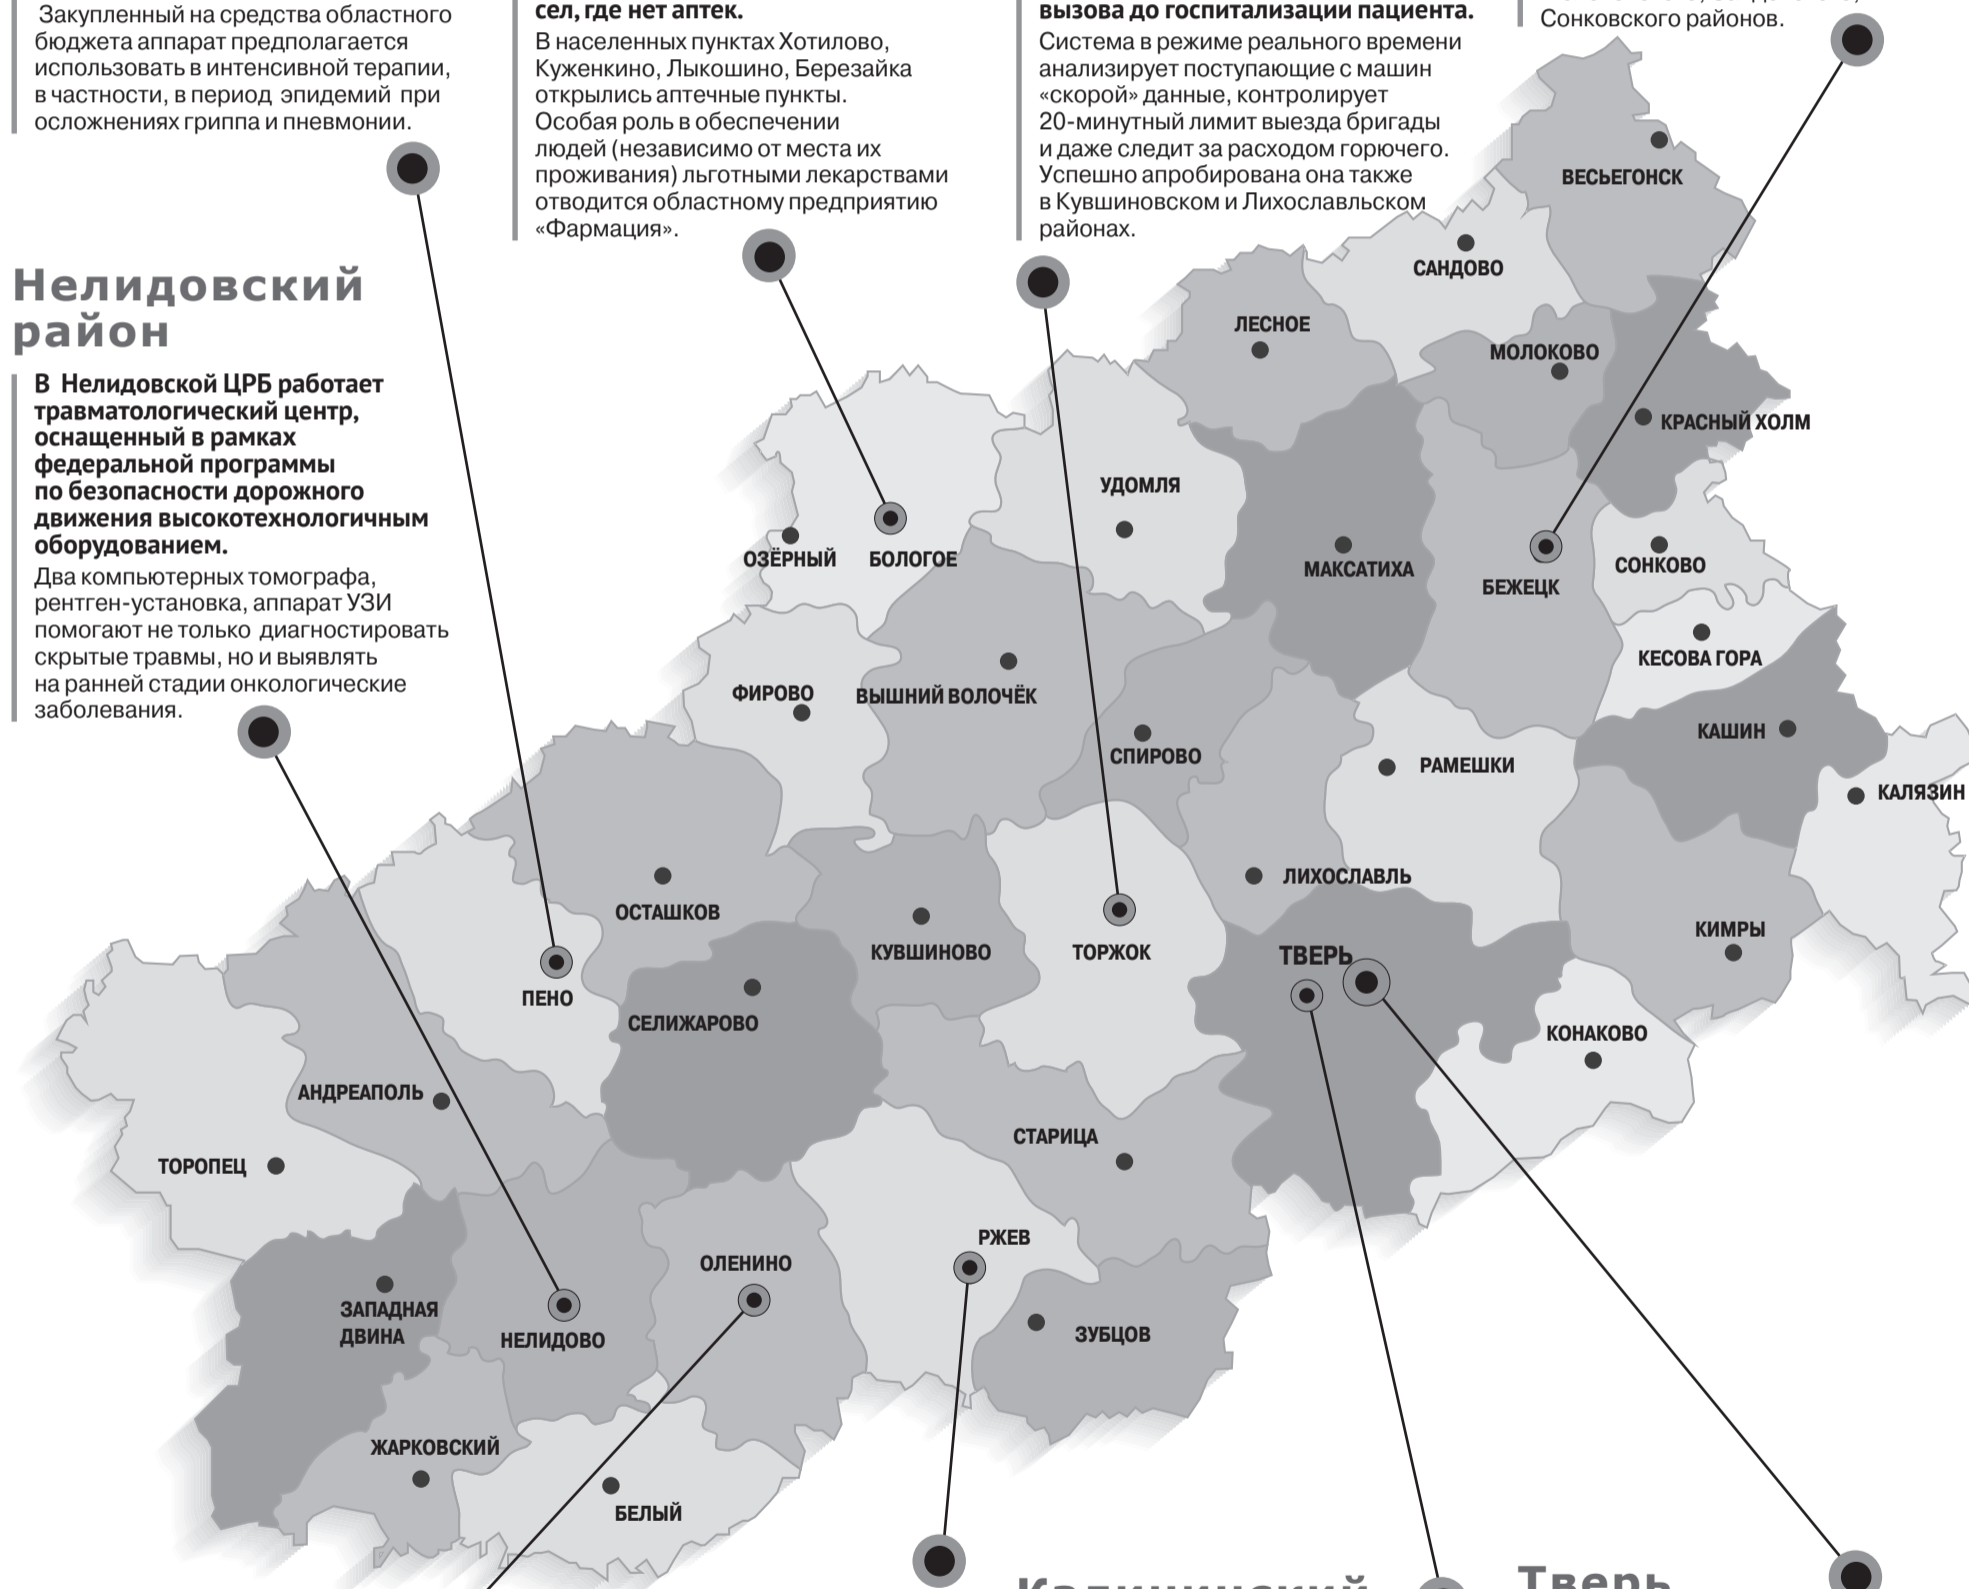 Закупленный на средства областного
бюджета аппарат предполагается
использовать в интенсивной терапии,
в частности, в период эпидемий при
осложнениях гриппа и пневмонии.
сел, где нет аптек.
В населенных пунктах Хотилово,
Куженкино, Лыкошино, Березайка
открылись аптечные пункты.
Особая роль в обеспечении
людей (независимо от места их
проживания) льготными лекарствами
отводится областному предприятию
«Фармация».
вызова до госпитализации пациента.
Система в режиме реального времени
анализирует поступающие с машин
«скорой» данные, контролирует
20-минутный лимит выезда бригады
и даже следит за расходом горючего.
Успешно апробирована она также
в Кувшиновском и Лихославльском
районах.
Сонковского районов.
Нелидовский
район
В Нелидовской ЦРБ работает
травматологический центр,
оснащенный в рамках
федеральной программы
по безопасности дорожного
движения высокотехнологичным
оборудованием.
Два компьютерных томографа,
рентген-установка, аппарат УЗИ
помогают не только диагностировать
скрытые травмы, но и выявлять
на ранней стадии онкологические
заболевания.
ВЕСЬЕГОНСК
САНДОВО
ЛЕСНОЕ
МОЛОКОВО
КРАСНЫЙ ХОЛМ
УДОМЛЯ
ОЗЁРНЫЙ
БОЛОГОЕ
МАКСАТИХА
БЕЖЕЦК
СОНКОВО
КЕСОВА ГОРА
ФИРОВО
ВЫШНИЙ ВОЛОЧЁК
КАШИН
СПИРОВО
РАМЕШКИ
КАЛЯЗИН
ЛИХОСЛАВЛЬ
ОСТАШКОВ
КУВШИНОВО
ТОРЖОК
ТВЕРЬ
КИМРЫ
ПЕНО
СЕЛИЖАРОВО
КОНАКОВО
АНДРЕАПОЛЬ
СТАРИЦА
ТОРОПЕЦ
РЖЕВ
ОЛЕНИНО
ЗАПАДНАЯ
ДВИНА
НЕЛИДОВО
ЗУБЦОВ
ЖАРКОВСКИЙ
БЕЛЫЙ
Калининский
Тверь